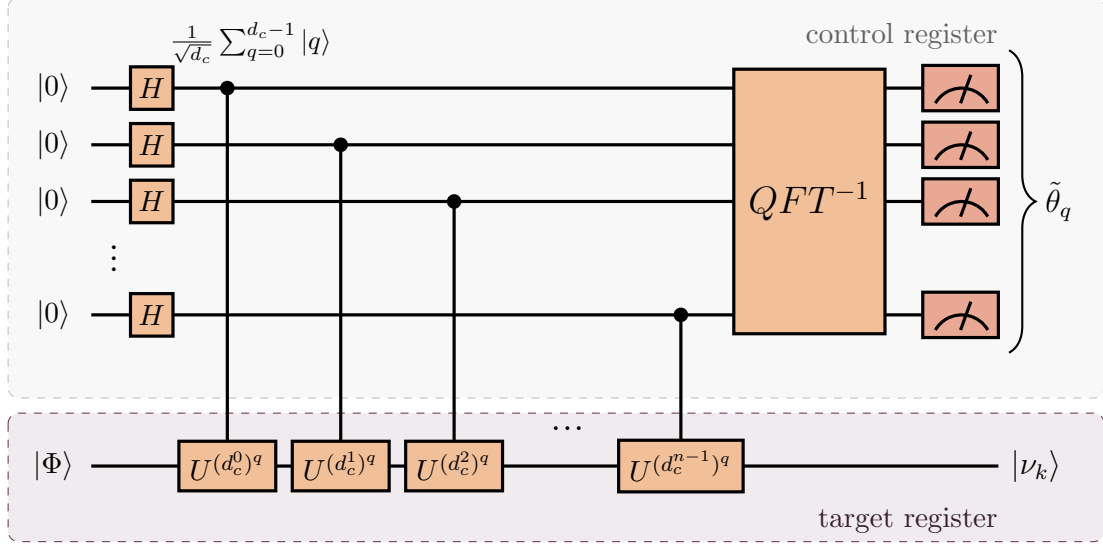 1/√d_c ∑_{q=0}^{d_c−1} |q⟩
control register
|0⟩ H
|0⟩ H
|0⟩ H
QFT⁻¹
θ̃_q
⋮
|0⟩ H
…
|Φ⟩ U^{(d_c^0)^q} U^{(d_c^1)^q} U^{(d_c^2)^q} U^{(d_c^{n−1})^q} |ν_k⟩
target register